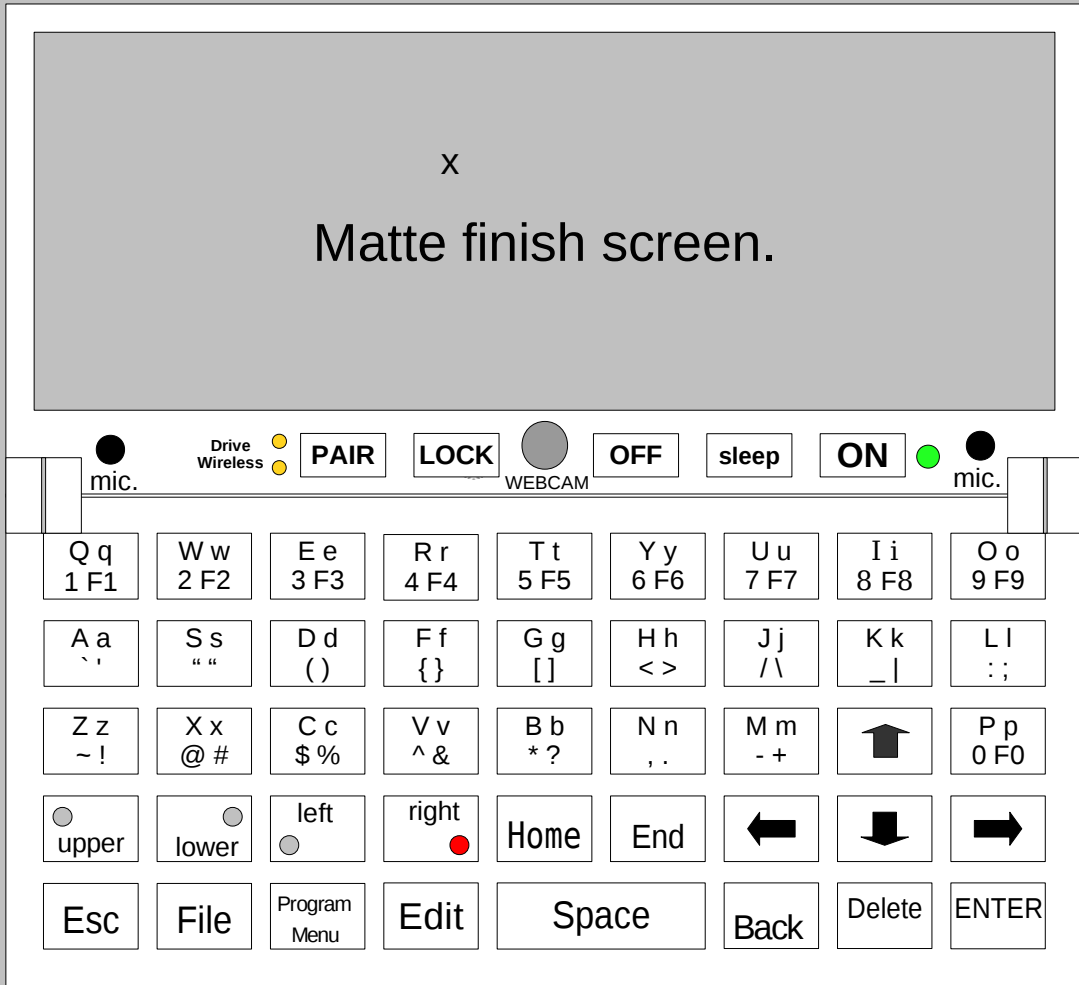 x
Matte finish screen.
mic.
Drive
Wireless
PAIR
LOCK
WEBCAM
OFF
sleep
ON
mic.
Q q
1 F1
W w
2 F2
E e
3 F3
R r
4 F4
T t
5 F5
Y y
6 F6
U u
7 F7
I i
8 F8
O o
9 F9
A a
` '
S s
“ “
D d
( )
F f
{ }
G g
[ ]
H h
< >
J j
/ \
K k
_ |
L l
: ;
Z z
~ !
X x
@ #
C c
$ %
V v
^ &
B b
* ?
N n
, .
M m
- +
P p
0 F0
upper
lower
left
right
Home
End
Esc
File
Program
Menu
Edit
Space
Back
Delete
ENTER